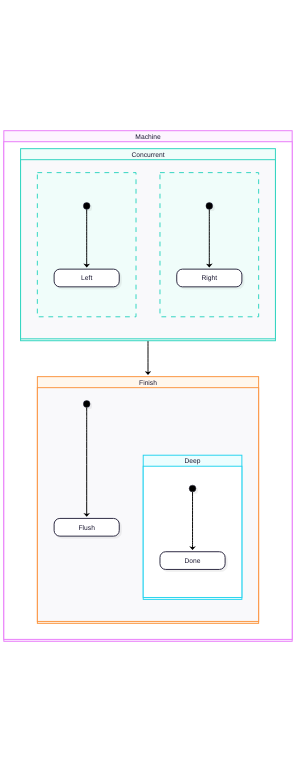 Machine
Concurrent
Left
Right
Finish
Deep
Flush
Done